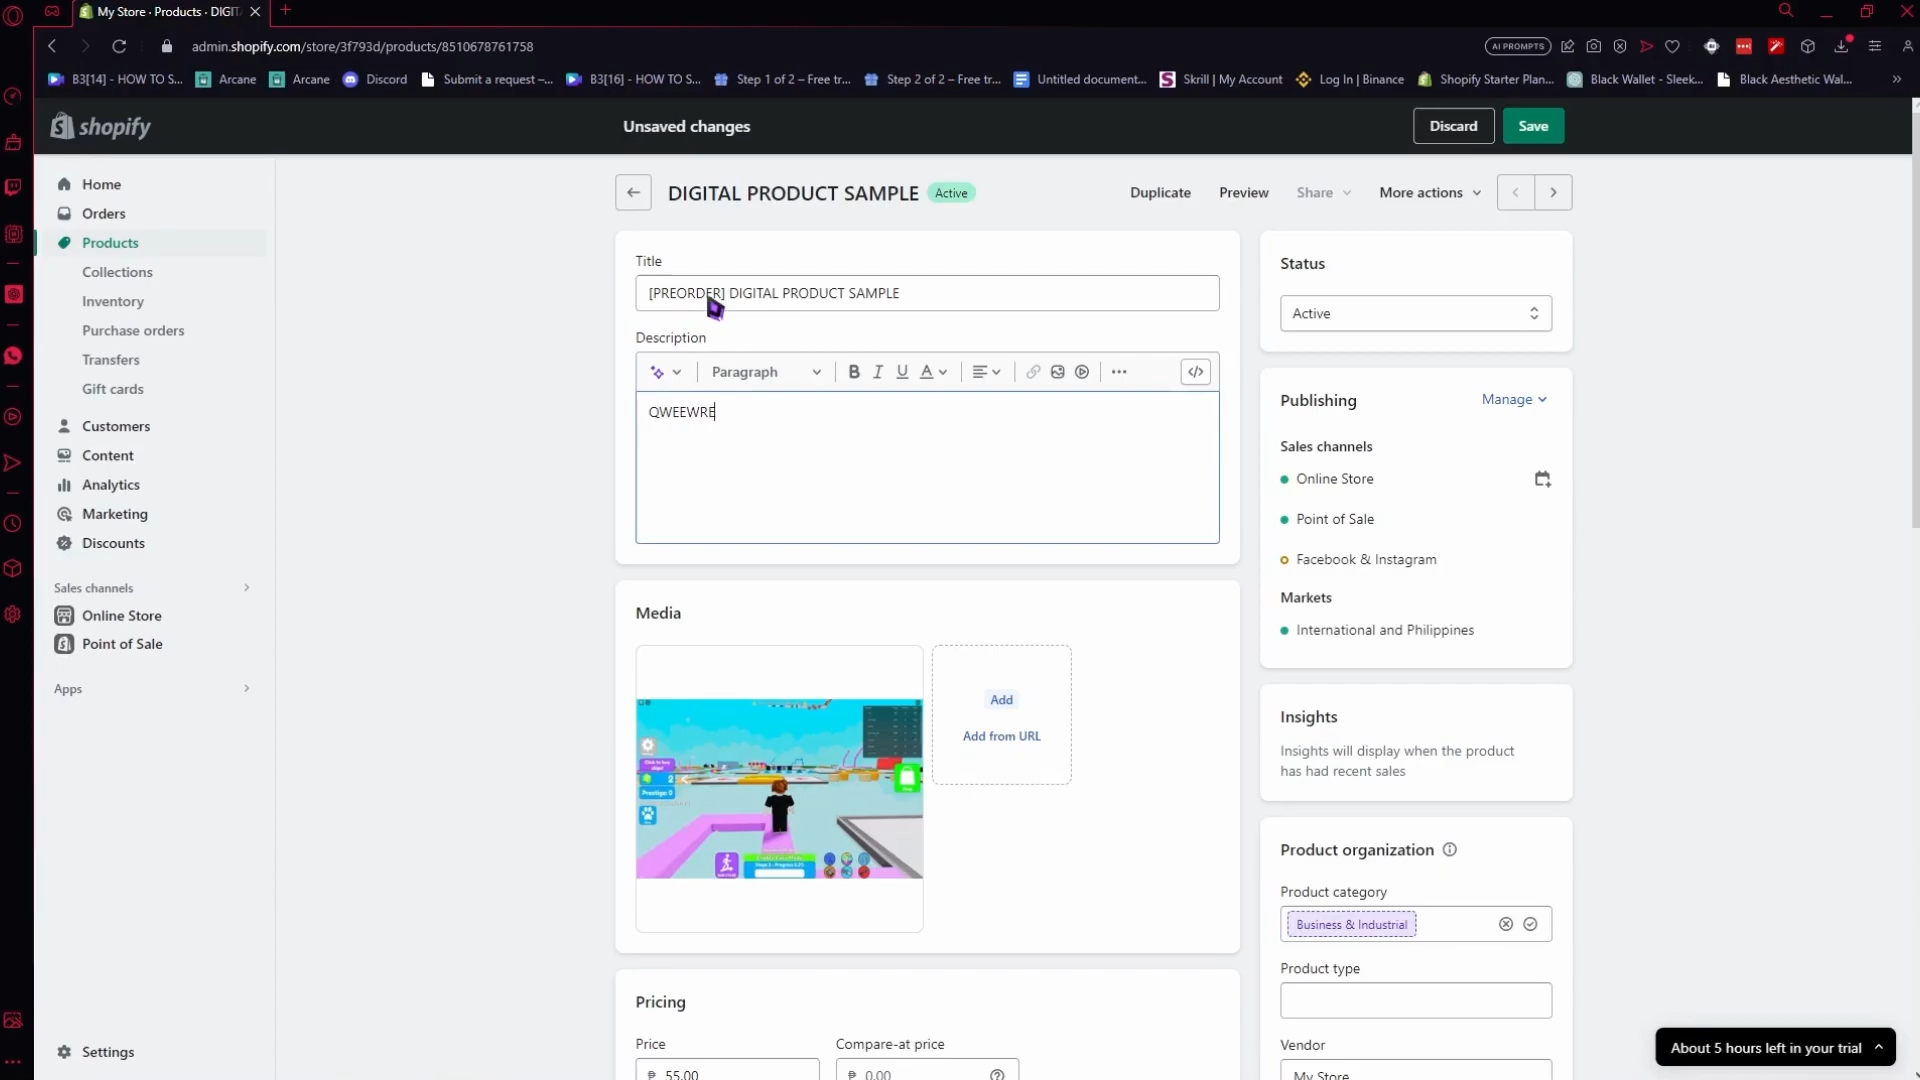 My Store · Products · DIGIT
admin.shopify.com/store/3f793d/products/8510678761758
AI PROMPTS
B3[14] - HOW TO S...
Arcane
Arcane
Discord
Submit a request –...
B3[16] - HOW TO S...
Step 1 of 2 – Free tr...
Step 2 of 2 – Free tr...
Untitled document...
Skrill | My Account
Log In | Binance
Shopify Starter Plan...
Black Wallet - Sleek...
Black Aesthetic Wal...
shopify
Unsaved changes
Discard
Save
Home
Orders
Products
Collections
Inventory
Purchase orders
Transfers
Gift cards
Customers
Content
Analytics
Marketing
Discounts
Sales channels
Online Store
Point of Sale
Apps
Settings
DIGITAL PRODUCT SAMPLE
Active
Duplicate
Preview
Share
More actions
Title
[PREORDER] DIGITAL PRODUCT SAMPLE
Description
Paragraph
QWEEWRE
Media
Click to buy
Prestige: 0
Add
Add from URL
Pricing
Price
₱ 55.00
Compare-at price
₱ 0.00
Status
Active
Publishing
Manage
Sales channels
Online Store
Point of Sale
Facebook & Instagram
Markets
International and Philippines
Insights
Insights will display when the product
has had recent sales
Product organization
Product category
Business & Industrial
Product type
Vendor
My Store
About 5 hours left in your trial